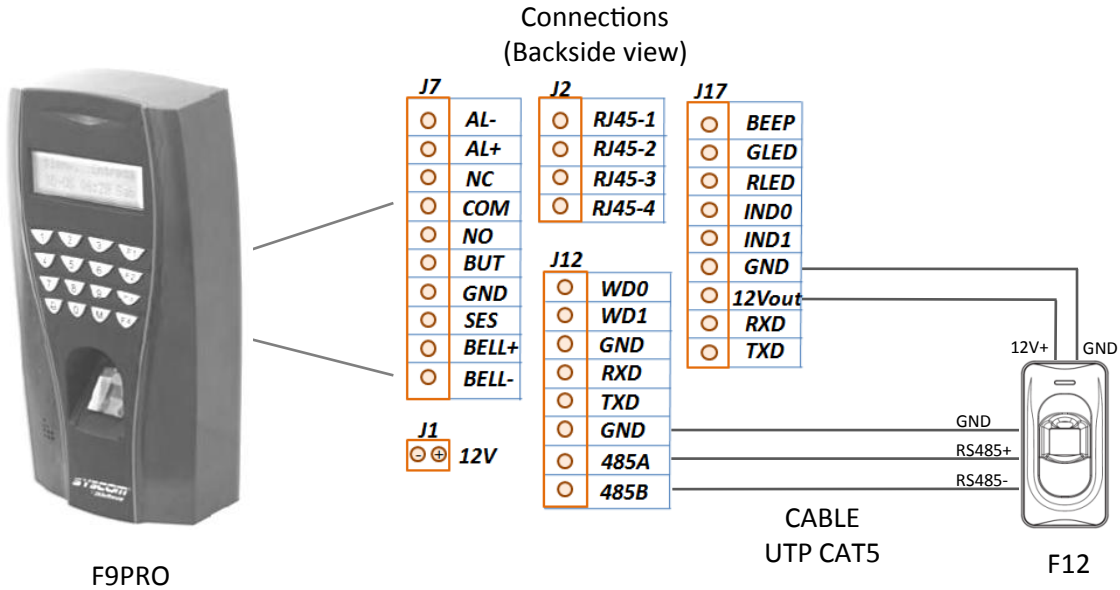 Connections
(Backside view)
J7
AL-
AL+
NC
COM
NO
BUT
GND
SES
BELL+
BELL-
J1
12V
J2
RJ45-1
RJ45-2
RJ45-3
RJ45-4
J12
WD0
WD1
GND
RXD
TXD
GND
485A
485B
J17
BEEP
GLED
RLED
IND0
IND1
GND
12Vout
RXD
TXD
12V+ GND
GND
RS485+
RS485-
CABLE
UTP CAT5
SYSCOM
F9PRO
F12